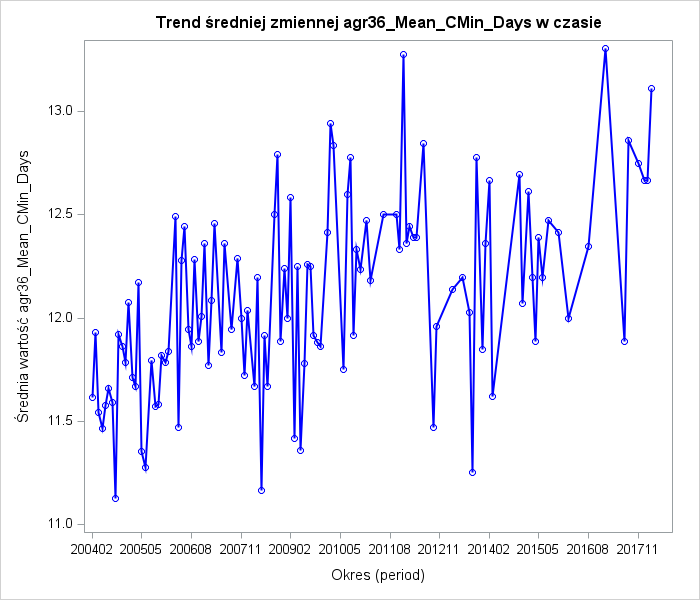 Trend średniej zmiennej agr36_Mean_CMin_Days w czasie
Średnia wartość agr36_Mean_CMin_Days
13.0
12.5
12.0
11.5
11.0
200402 200505 200608 200711 200902 201005 201108 201211 201402 201505 201608 201711
Okres (period)